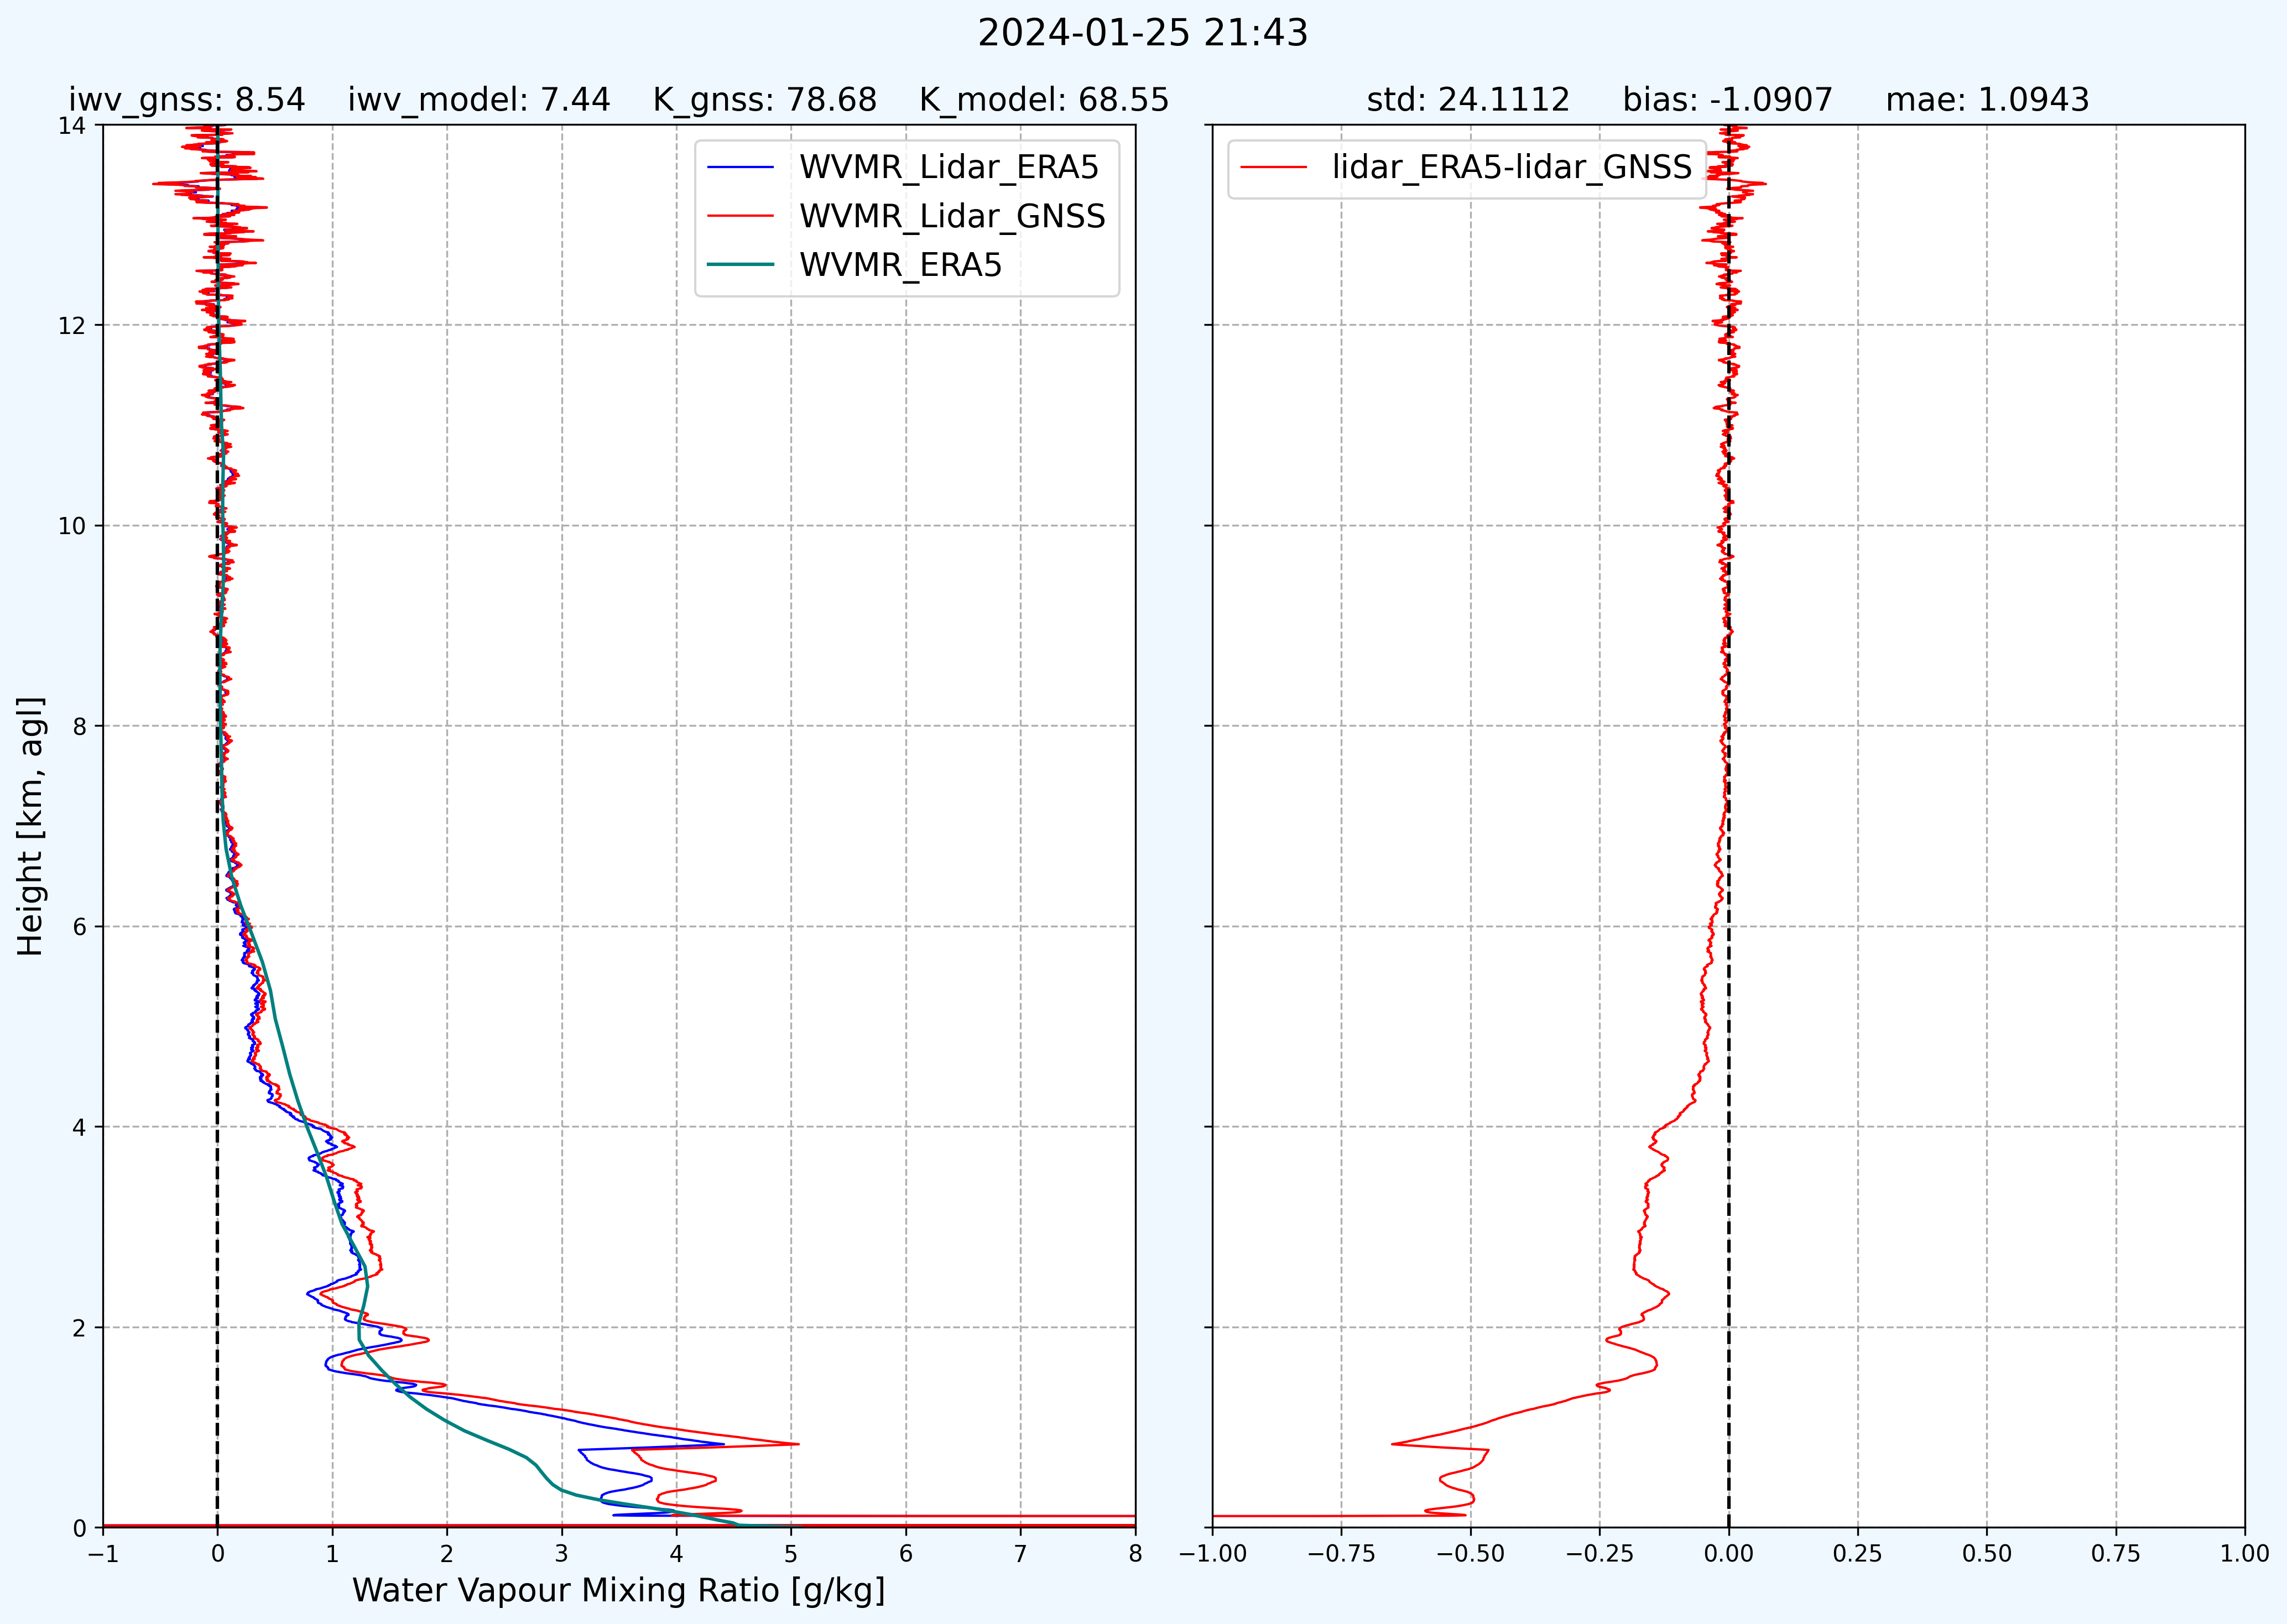 2024-01-25 21:43
iwv_gnss: 8.54 iwv_model: 7.44 K_gnss: 78.68 K_model: 68.55
std: 24.1112 bias: -1.0907 mae: 1.0943
WVMR_Lidar_ERA5
WVMR_Lidar_GNSS
WVMR_ERA5
lidar_ERA5-lidar_GNSS
14
12
10
8
6
4
2
0
Height [km, agl]
−1 0 1 2 3 4 5 6 7 8
Water Vapour Mixing Ratio [g/kg]
−1.00 −0.75 −0.50 −0.25 0.00 0.25 0.50 0.75 1.00